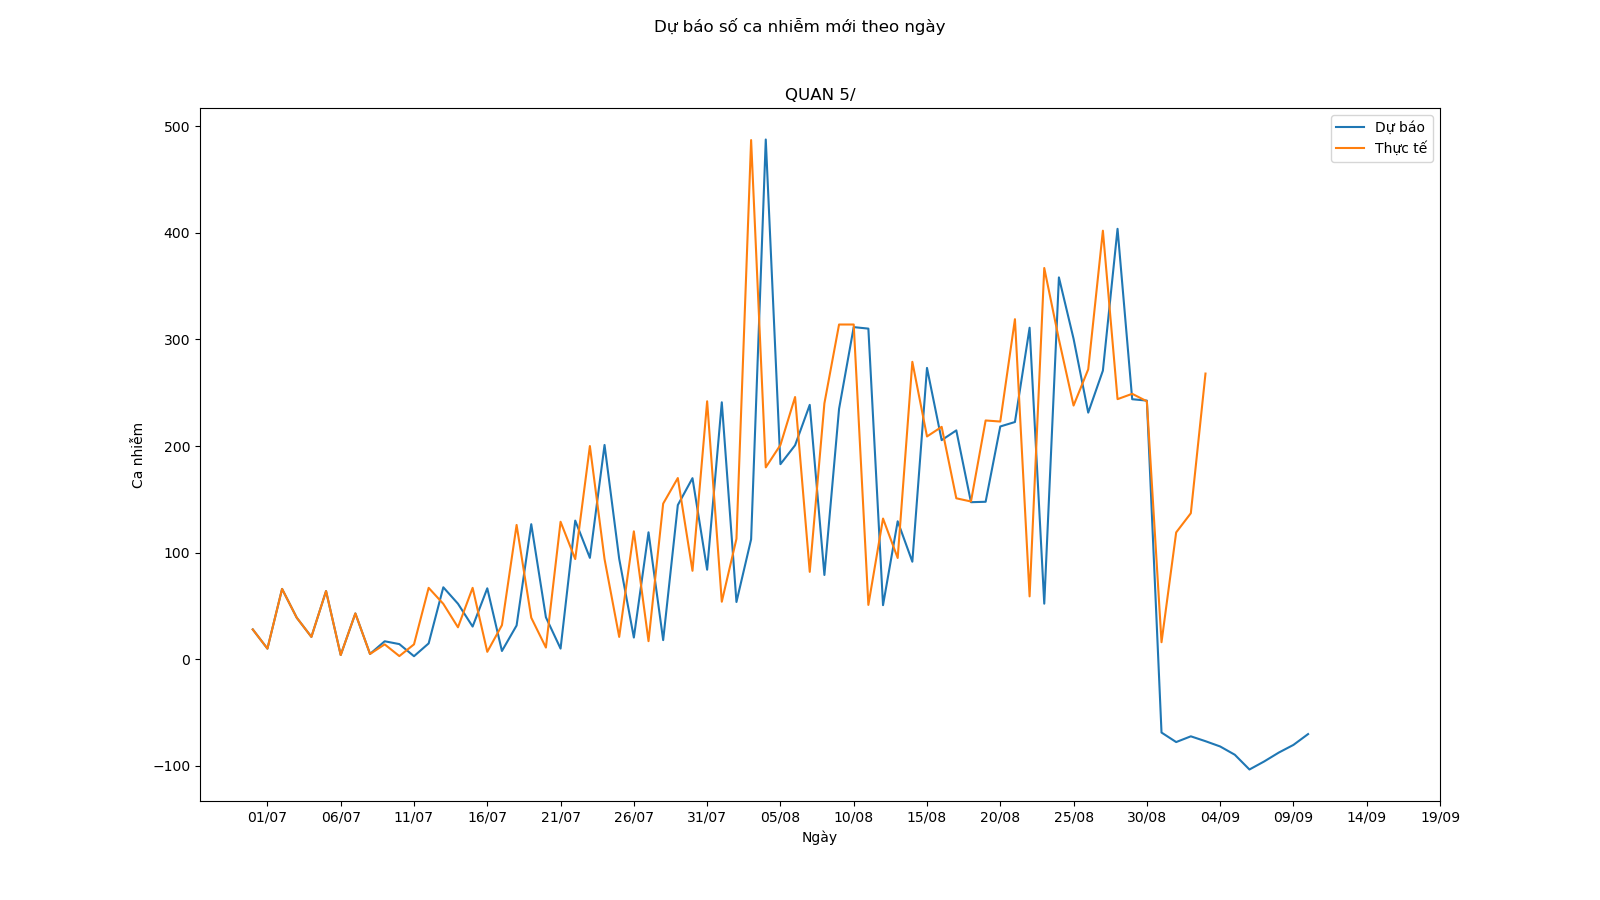 Dự báo số ca nhiễm mới theo ngày
QUAN 5/
Dự báo
Thực tế
500
400
300
200
100
0
−100
Ca nhiễm
01/07 06/07 11/07 16/07 21/07 26/07 31/07 05/08 10/08 15/08 20/08 25/08 30/08 04/09 09/09 14/09 19/09
Ngày